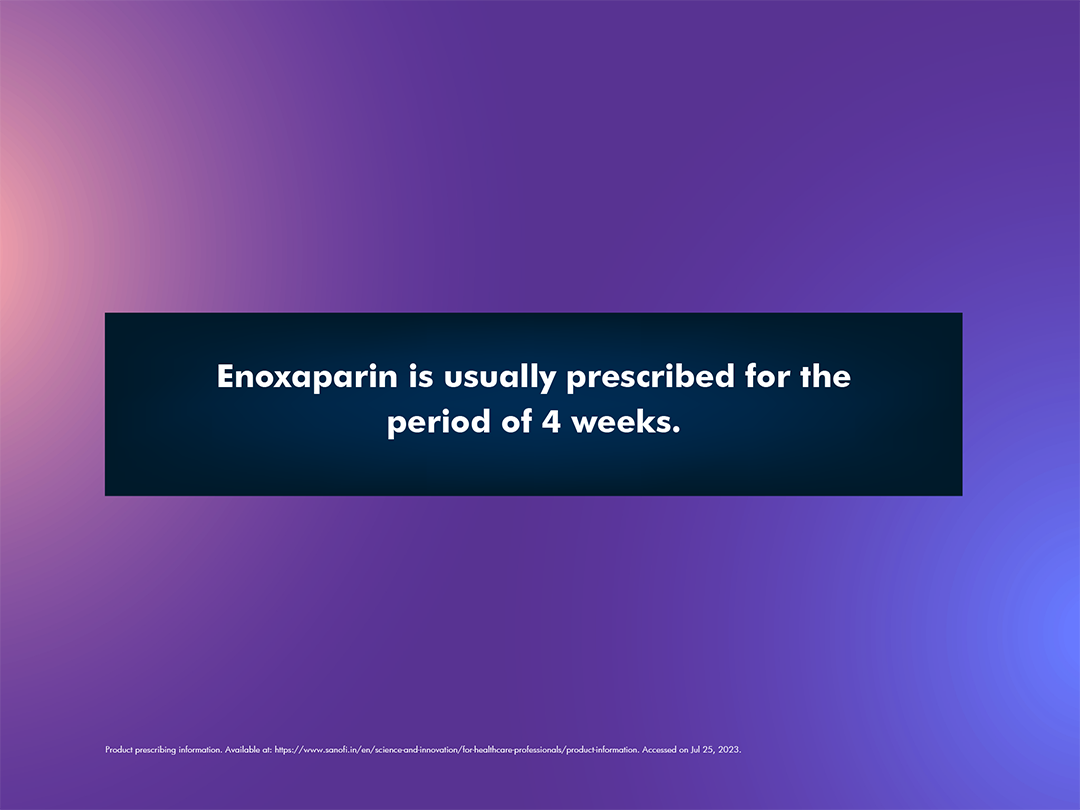 Enoxaparin is usually prescribed for the
period of 4 weeks.
Product prescribing information. Available at: https://www.sanofi.in/en/science-and-innovation/for-healthcare-professionals/product-information. Accessed on Jul 25, 2023.